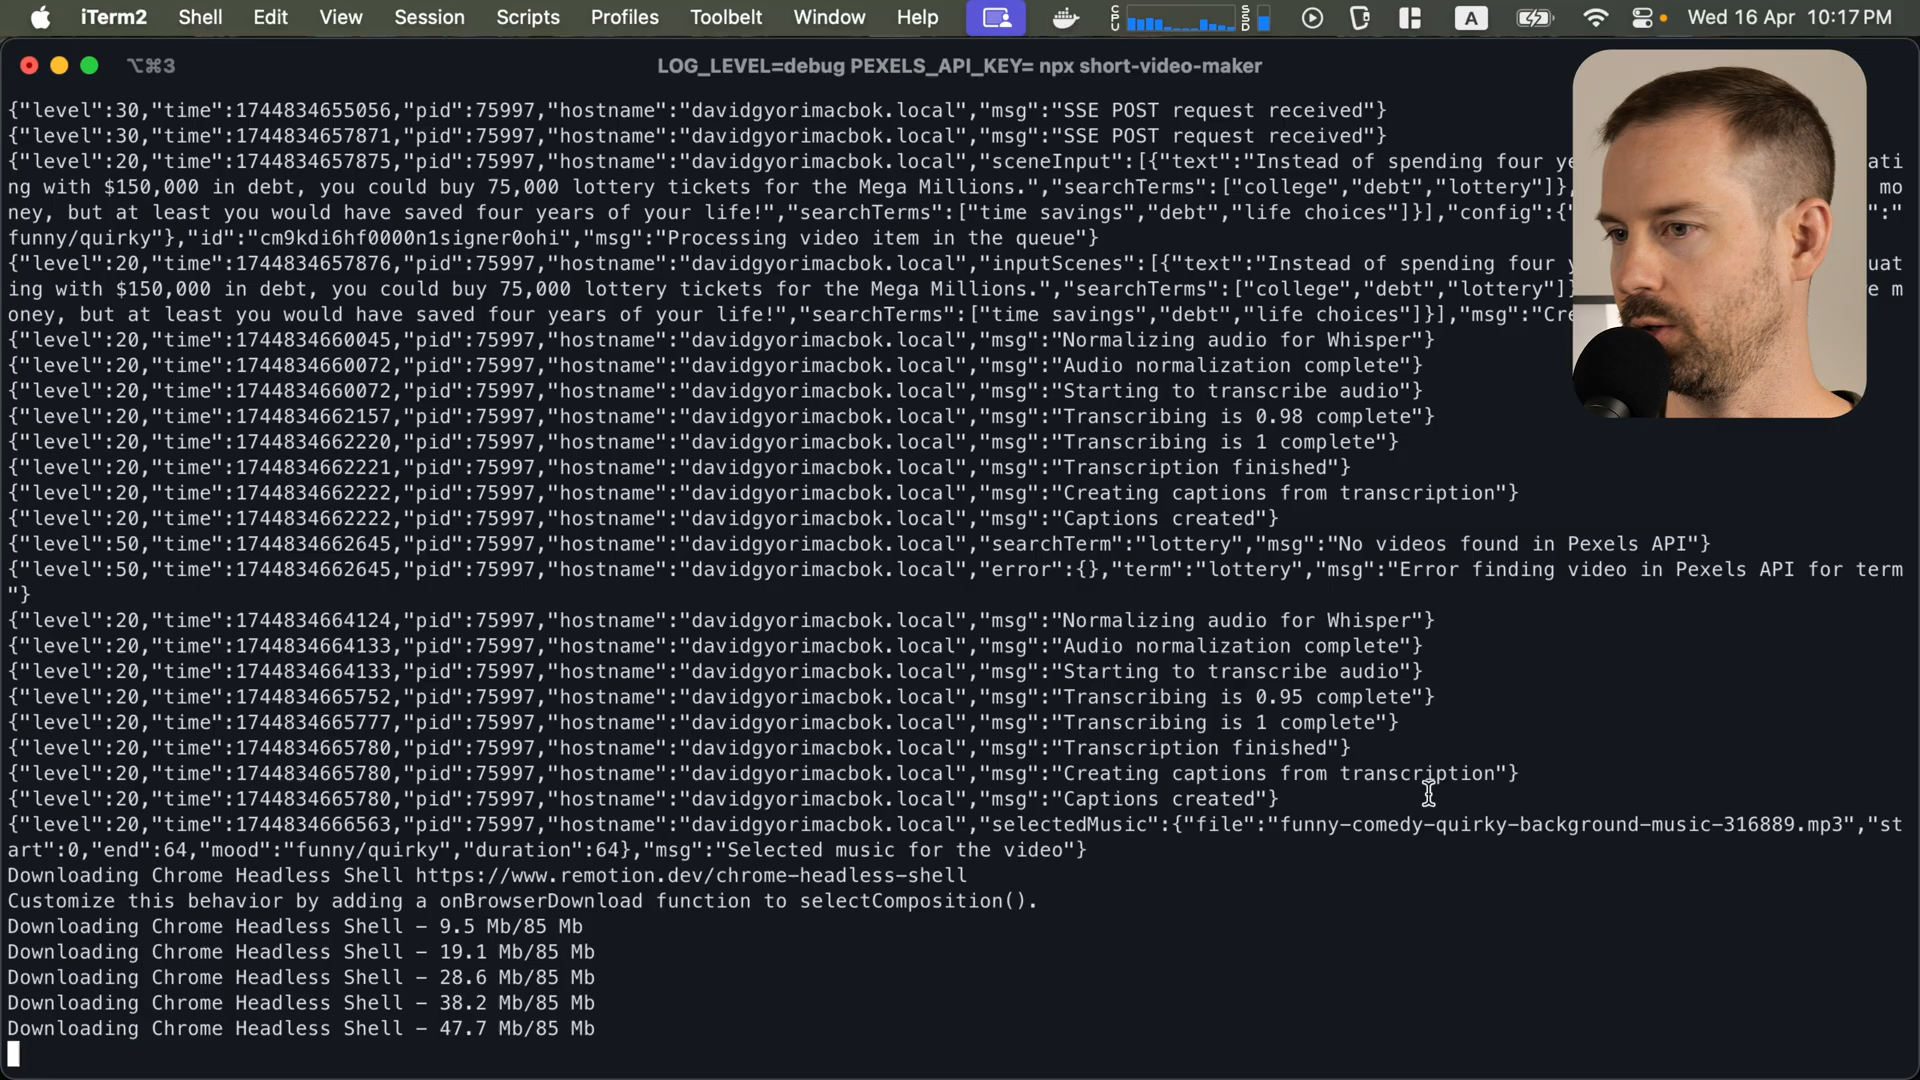 iTerm2 Shell Edit View Session Scripts Profiles Toolbelt Window Help CPU SSD A Wed 16 Apr 10:17 PM
⌥⌘3 LOG_LEVEL=debug PEXELS_API_KEY= npx short-video-maker
{"level":30,"time":1744834655056,"pid":75997,"hostname":"davidgyorimacbok.local","msg":"SSE POST request received"}
{"level":30,"time":1744834657871,"pid":75997,"hostname":"davidgyorimacbok.local","msg":"SSE POST request received"}
{"level":20,"time":1744834657875,"pid":75997,"hostname":"davidgyorimacbok.local","sceneInput":[{"text":"Instead of spending four ye ati
ng with $150,000 in debt, you could buy 75,000 lottery tickets for the Mega Millions.","searchTerms":["college","debt","lottery"]}, mo
ney, but at least you would have saved four years of your life!","searchTerms":["time savings","debt","life choices"]}],"config":{" :"
funny/quirky"},"id":"cm9kdi6hf0000n1signer0ohi","msg":"Processing video item in the queue"}
{"level":20,"time":1744834657876,"pid":75997,"hostname":"davidgyorimacbok.local","inputScenes":[{"text":"Instead of spending four y uat
ing with $150,000 in debt, you could buy 75,000 lottery tickets for the Mega Millions.","searchTerms":["college","debt","lottery"]} e m
oney, but at least you would have saved four years of your life!","searchTerms":["time savings","debt","life choices"]}],"msg":"Cre
{"level":20,"time":1744834660045,"pid":75997,"hostname":"davidgyorimacbok.local","msg":"Normalizing audio for Whisper"}
{"level":20,"time":1744834660072,"pid":75997,"hostname":"davidgyorimacbok.local","msg":"Audio normalization complete"}
{"level":20,"time":1744834660072,"pid":75997,"hostname":"davidgyorimacbok.local","msg":"Starting to transcribe audio"}
{"level":20,"time":1744834662157,"pid":75997,"hostname":"davidgyorimacbok.local","msg":"Transcribing is 0.98 complete"}
{"level":20,"time":1744834662220,"pid":75997,"hostname":"davidgyorimacbok.local","msg":"Transcribing is 1 complete"}
{"level":20,"time":1744834662221,"pid":75997,"hostname":"davidgyorimacbok.local","msg":"Transcription finished"}
{"level":20,"time":1744834662222,"pid":75997,"hostname":"davidgyorimacbok.local","msg":"Creating captions from transcription"}
{"level":20,"time":1744834662222,"pid":75997,"hostname":"davidgyorimacbok.local","msg":"Captions created"}
{"level":50,"time":1744834662645,"pid":75997,"hostname":"davidgyorimacbok.local","searchTerm":"lottery","msg":"No videos found in Pexels API"}
{"level":50,"time":1744834662645,"pid":75997,"hostname":"davidgyorimacbok.local","error":{},"term":"lottery","msg":"Error finding video in Pexels API for term
"}
{"level":20,"time":1744834664124,"pid":75997,"hostname":"davidgyorimacbok.local","msg":"Normalizing audio for Whisper"}
{"level":20,"time":1744834664133,"pid":75997,"hostname":"davidgyorimacbok.local","msg":"Audio normalization complete"}
{"level":20,"time":1744834664133,"pid":75997,"hostname":"davidgyorimacbok.local","msg":"Starting to transcribe audio"}
{"level":20,"time":1744834665752,"pid":75997,"hostname":"davidgyorimacbok.local","msg":"Transcribing is 0.95 complete"}
{"level":20,"time":1744834665777,"pid":75997,"hostname":"davidgyorimacbok.local","msg":"Transcribing is 1 complete"}
{"level":20,"time":1744834665780,"pid":75997,"hostname":"davidgyorimacbok.local","msg":"Transcription finished"}
{"level":20,"time":1744834665780,"pid":75997,"hostname":"davidgyorimacbok.local","msg":"Creating captions from transcription"}
{"level":20,"time":1744834665780,"pid":75997,"hostname":"davidgyorimacbok.local","msg":"Captions created"}
{"level":20,"time":1744834666563,"pid":75997,"hostname":"davidgyorimacbok.local","selectedMusic":{"file":"funny-comedy-quirky-background-music-316889.mp3","st
art":0,"end":64,"mood":"funny/quirky","duration":64},"msg":"Selected music for the video"}
Downloading Chrome Headless Shell https://www.remotion.dev/chrome-headless-shell
Customize this behavior by adding a onBrowserDownload function to selectComposition().
Downloading Chrome Headless Shell - 9.5 Mb/85 Mb
Downloading Chrome Headless Shell - 19.1 Mb/85 Mb
Downloading Chrome Headless Shell - 28.6 Mb/85 Mb
Downloading Chrome Headless Shell - 38.2 Mb/85 Mb
Downloading Chrome Headless Shell - 47.7 Mb/85 Mb